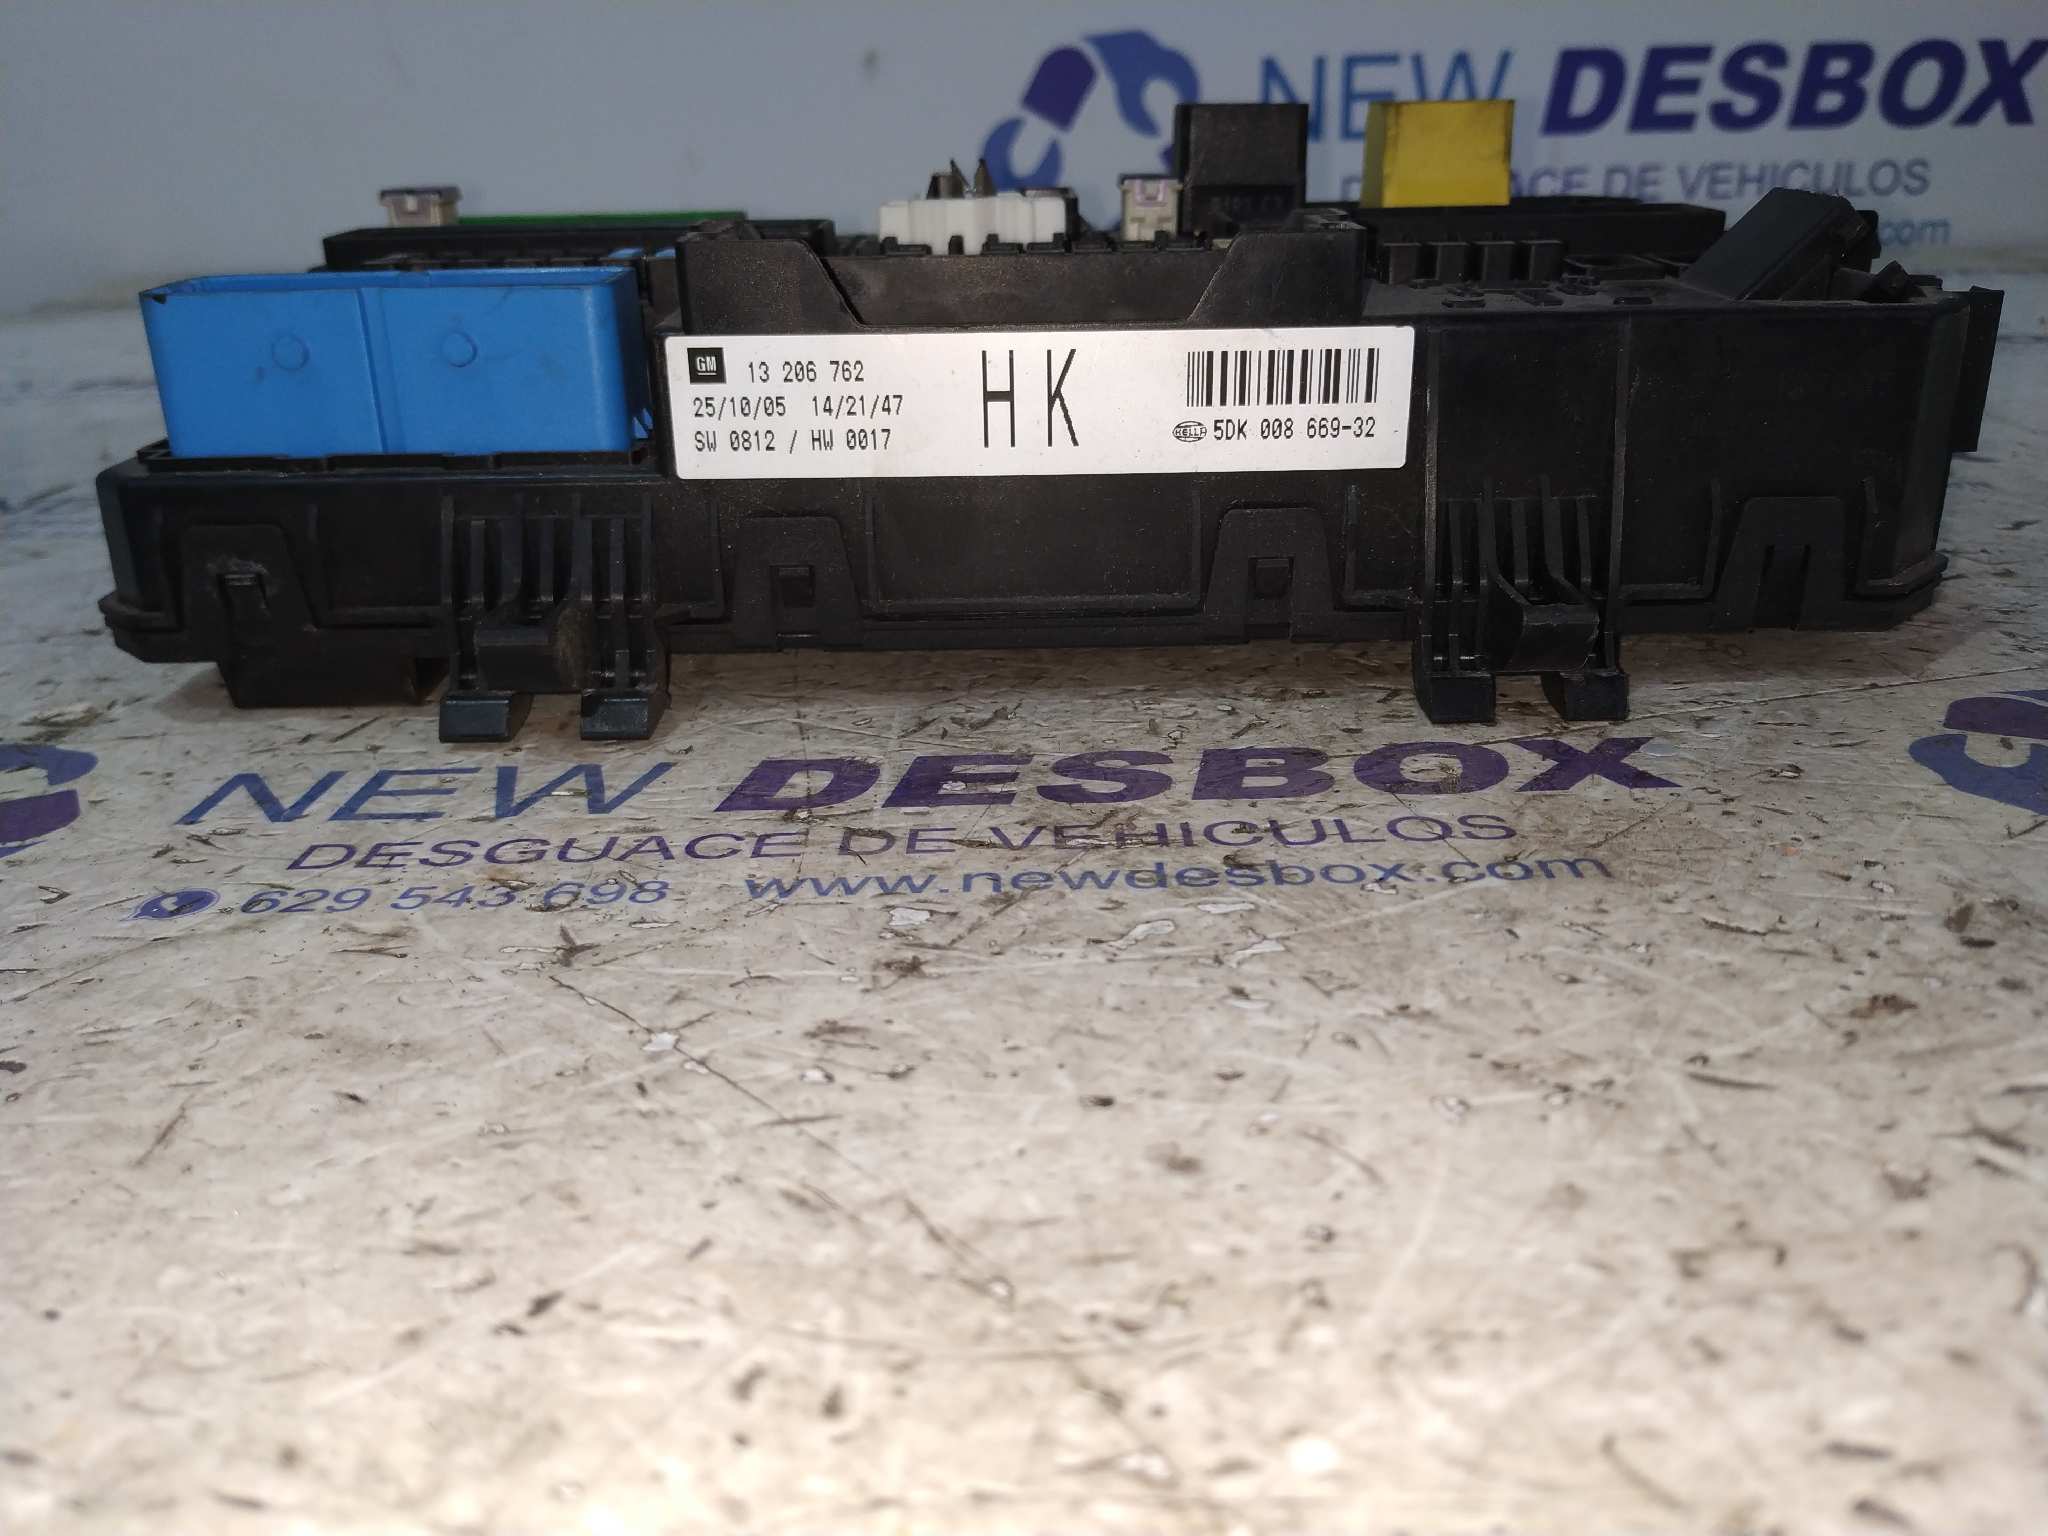 NEW DESBOX
ACE DE VEHICULOS
com
GM 13 206 762
25/10/05 14/21/47
SW 0812 / HW 0017
HK
HELLA 5DK 008 669-32
NEW DESBOX
DESGUACE DE VEHICULOS
629 543 698 www.newdesbox.com